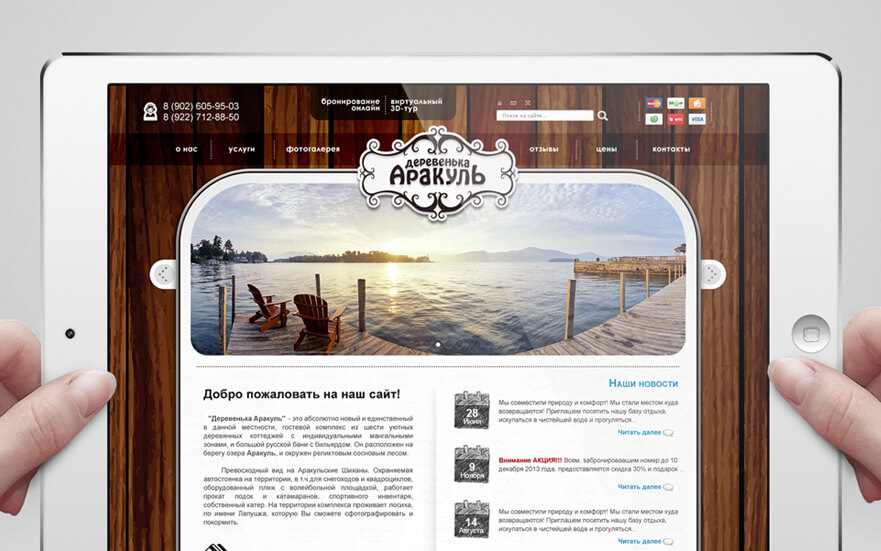 8 (902) 605-95-03
8 (922) 712-88-50
бронирование онлайн
виртуальный 3D-тур
Поиск на сайте...
VISA
о нас
услуги
фотогалерея
деревенька
Аракуль
отзывы
цены
контакты
Добро пожаловать на наш сайт!
"Деревенька Аракуль" - это абсолютно новый и единственный
в данной местности, гостевой комплекс из шести уютных
деревянных коттеджей с индивидуальными мангальными
зонами, и большой русской бани с бильярдом. Он расположен на
берегу озера Аракуль, и окружен реликтовым сосновым лесом.
Превосходный вид на Аракульские Шиханы. Охраняемая
автостоянка на территории, в т.ч для снегоходов и квадроциклов,
оборудованный пляж с волейбольной площадкой, работает
прокат лодок и катамаранов, спортивного инвентаря,
собственный катер. На территории комплекса проживает лосиха,
по имени Лапушка, которую Вы сможете сфотографировать и
покормить.
Наши новости
28
Июня
Мы совместили природу и комфорт! Мы стали местом куда
возвращаются! Приглашем посетить нашу базу отдыха,
искупаться в чистейшей воде и прогуляться...
Читать далее
9
Ноября
Внимание АКЦИЯ!!! Всем, забронировавшим номер до 10
декабря 2013 года, предоставляется скидка 30% и подарок ...
Читать далее
14
Августа
Мы совместили природу и комфорт! Мы стали местом куда
возвращаются! Приглашем посетить нашу базу отдыха,
искупаться в чистейшей воде и прогуляться...
Читать далее